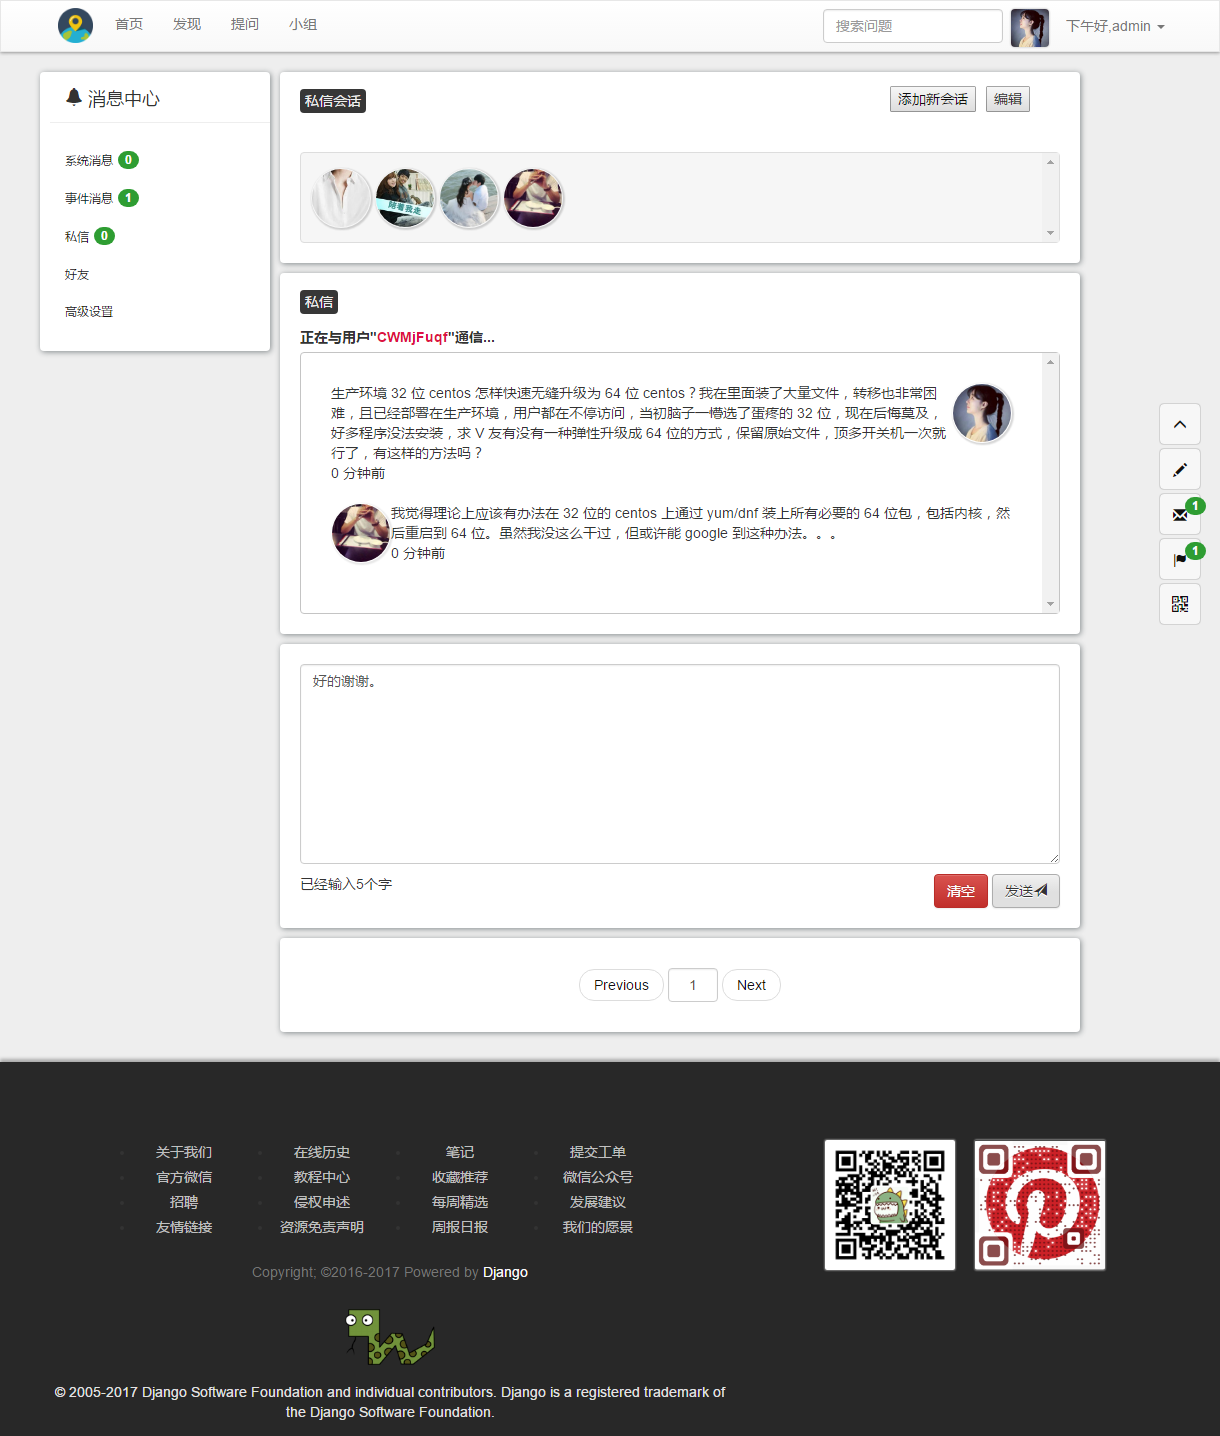 首页 发现 提问 小组 搜索问题 下午好,admin
消息中心
系统消息 0
事件消息 1
私信 0
好友
高级设置
私信会话 添加新会话 编辑
陪着我走
私信
正在与用户"CWMjFuqf"通信...
生产环境 32 位 centos 怎样快速无缝升级为 64 位 centos？我在里面装了大量文件，转移也非常困
难，且已经部署在生产环境，用户都在不停访问，当初脑子一懵选了蛋疼的 32 位，现在后悔莫及，
好多程序没法安装，求 V 友有没有一种弹性升级成 64 位的方式，保留原始文件，顶多开关机一次就
行了，有这样的方法吗？
0 分钟前
我觉得理论上应该有办法在 32 位的 centos 上通过 yum/dnf 装上所有必要的 64 位包，包括内核，然
后重启到 64 位。虽然我没这么干过，但或许能 google 到这种办法。。。
0 分钟前
1
1
好的谢谢。
已经输入5个字 清空 发送
Previous 1 Next
关于我们 在线历史 笔记 提交工单
官方微信 教程中心 收藏推荐 微信公众号
招聘 侵权申述 每周精选 发展建议
友情链接 资源免责声明 周报日报 我们的愿景
Copyright; ©2016-2017 Powered by Django
© 2005-2017 Django Software Foundation and individual contributors. Django is a registered trademark of
the Django Software Foundation.